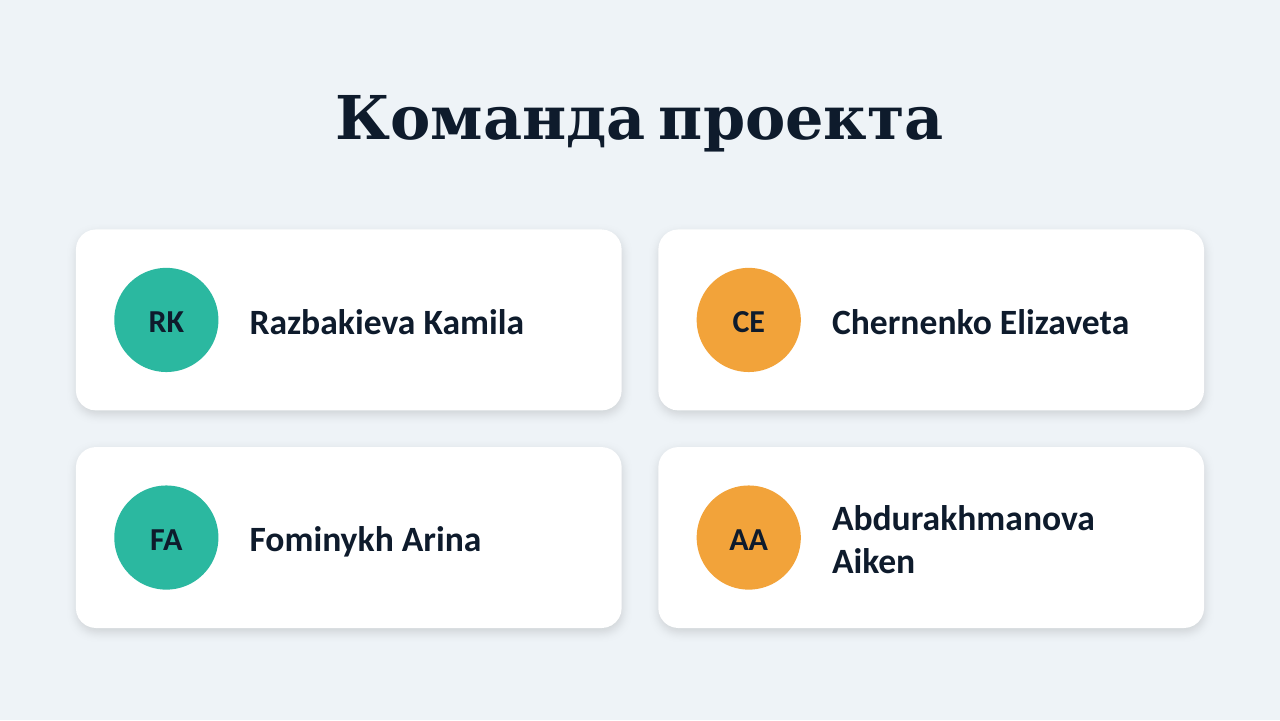 Команда проекта
RK
Razbakieva Kamila
CE
Chernenko Elizaveta
FA
Fominykh Arina
AA
Abdurakhmanova
Aiken